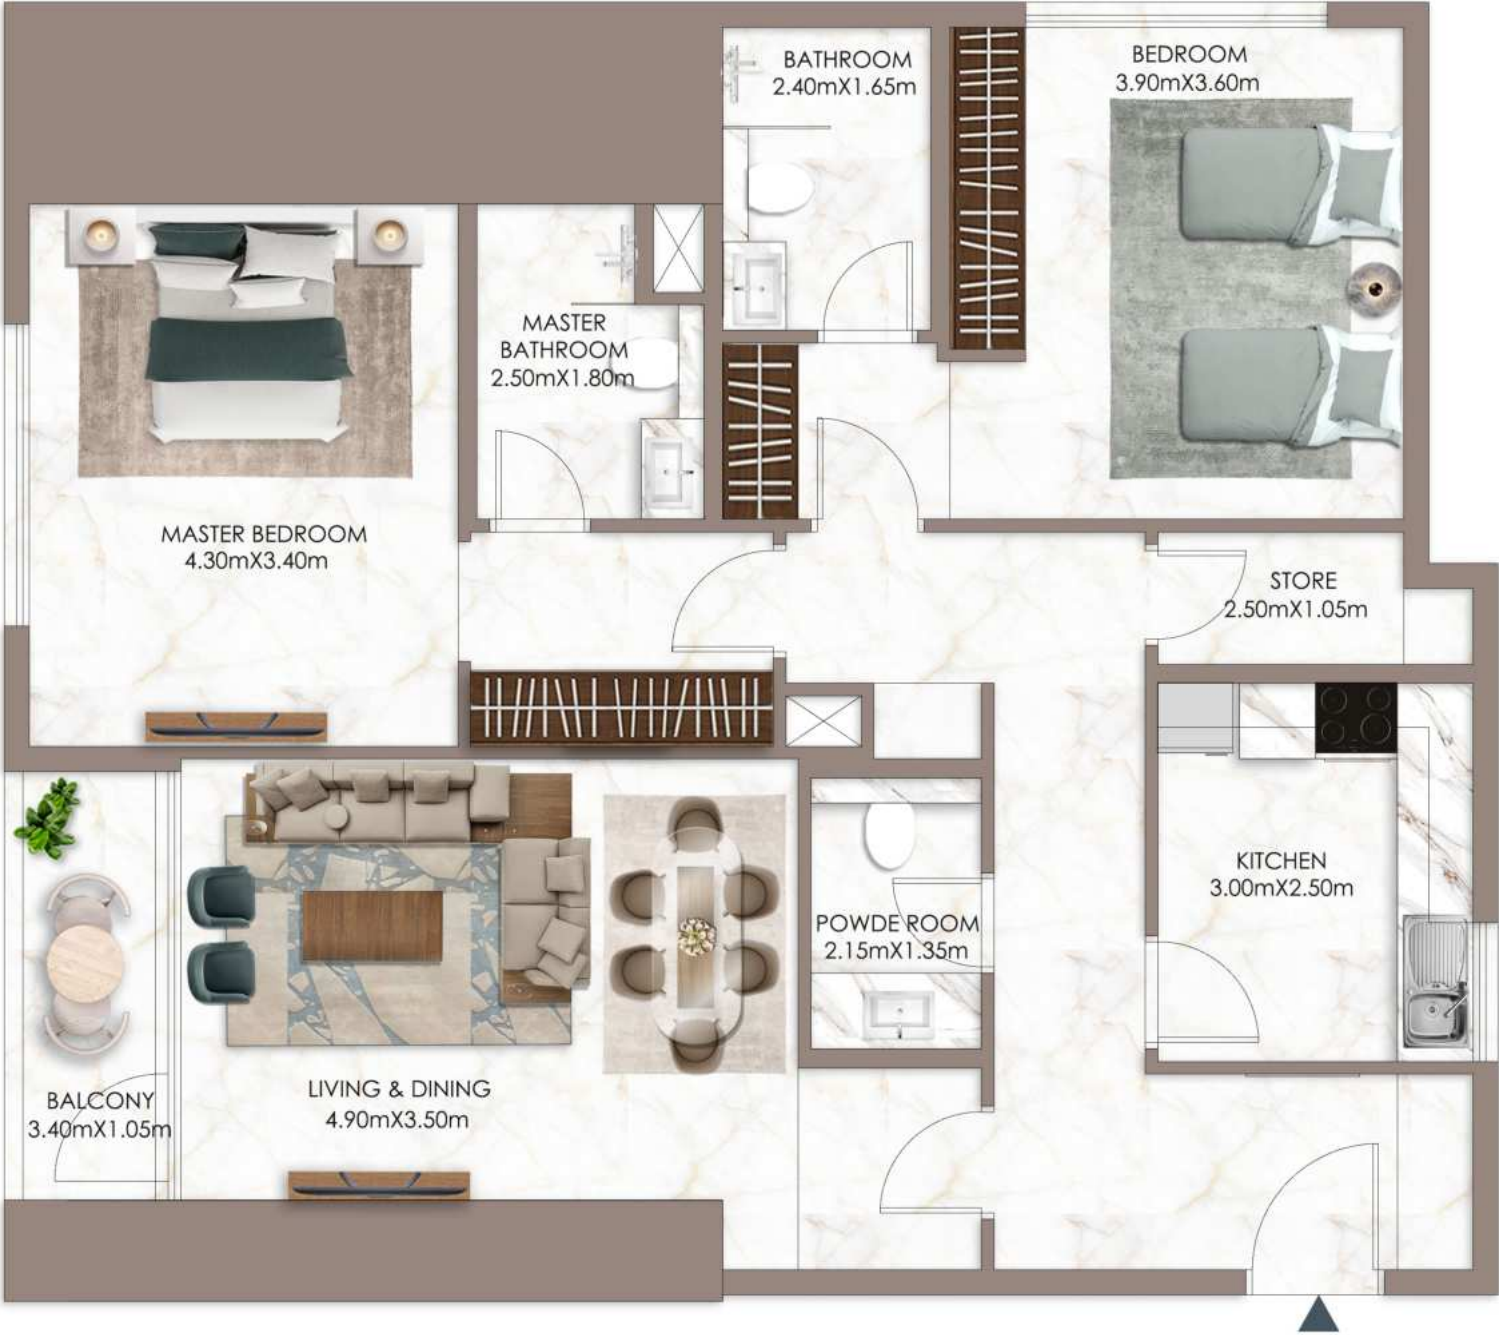 BATHROOM
2.40mX1.65m
BEDROOM
3.90mX3.60m
MASTER
BATHROOM
2.50mX1.80m
MASTER BEDROOM
4.30mX3.40m
STORE
2.50mX1.05m
KITCHEN
3.00mX2.50m
POWDE ROOM
2.15mX1.35m
LIVING & DINING
4.90mX3.50m
BALCONY
3.40mX1.05m